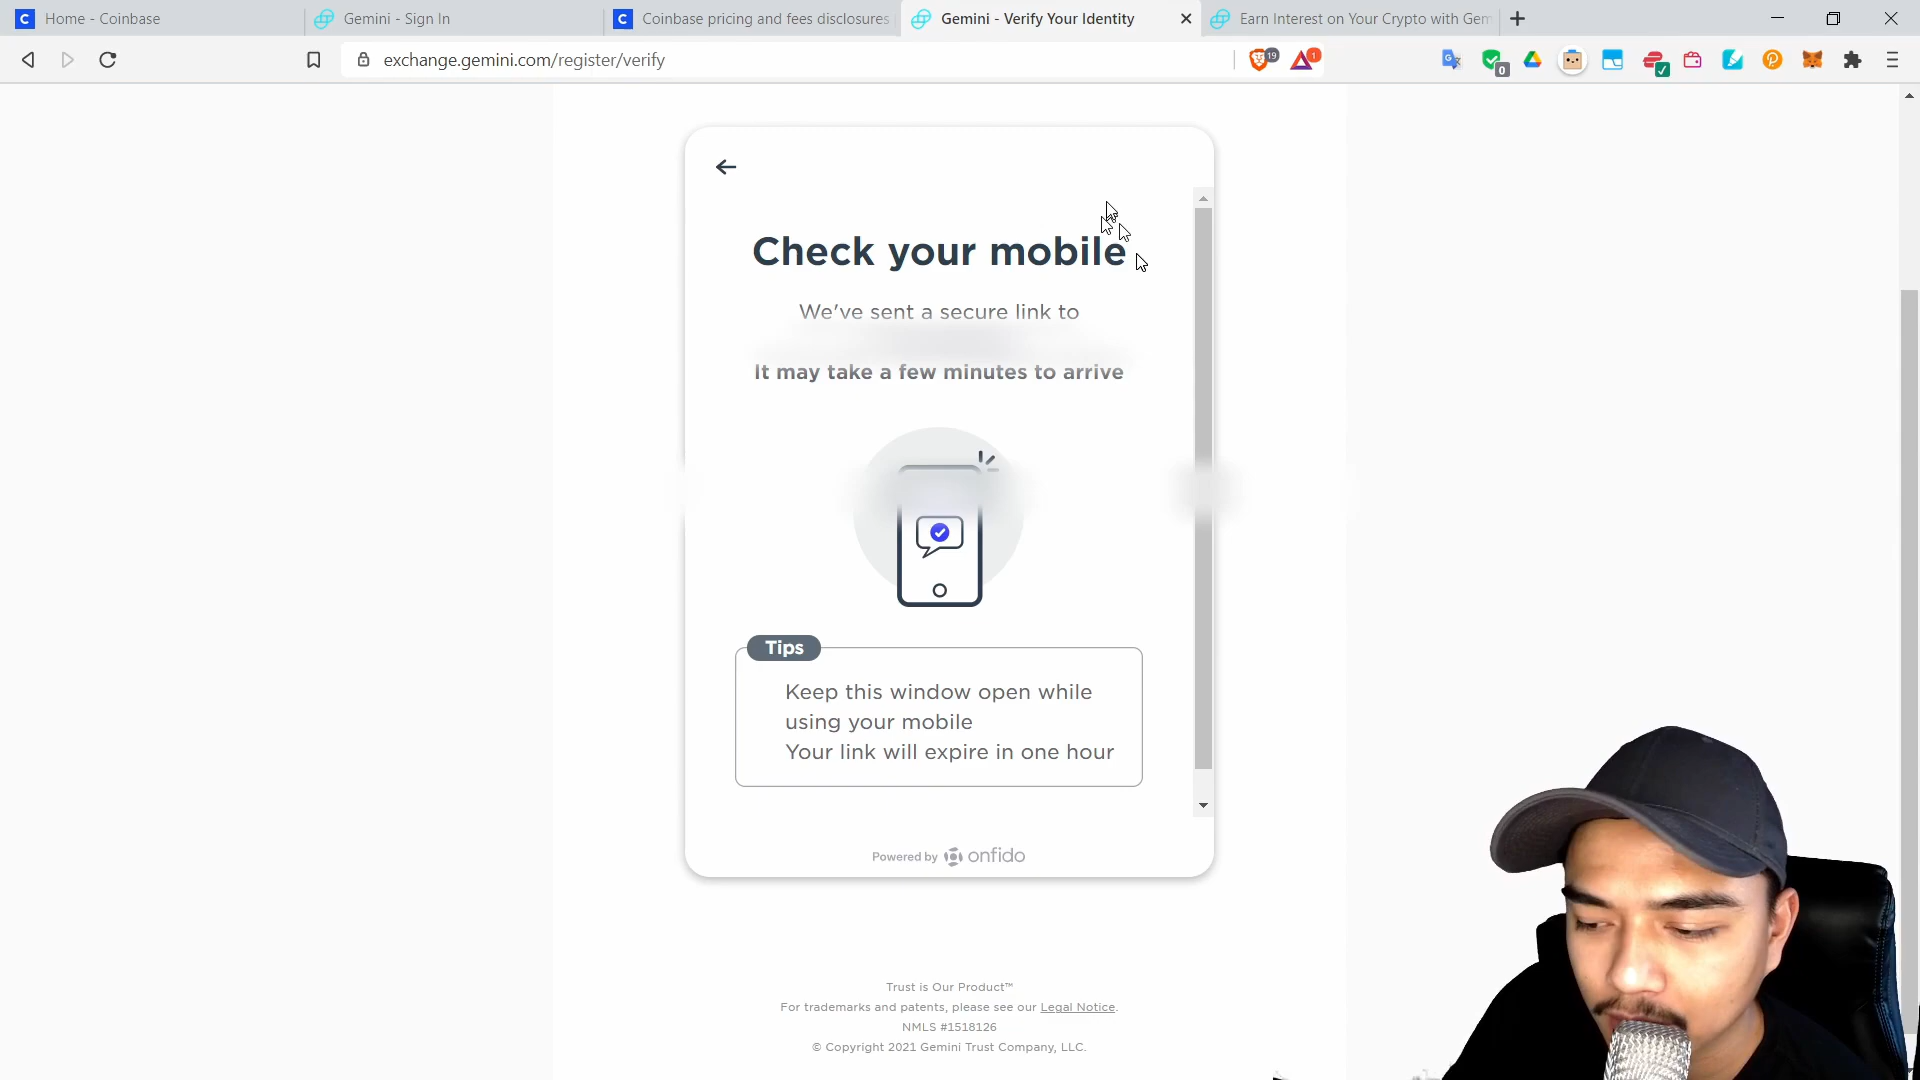 Home - Coinbase
Gemini - Sign In
Coinbase pricing and fees disclosures
Gemini - Verify Your Identity
Earn Interest on Your Crypto with Gem
exchange.gemini.com/register/verify
19
1
0
Check your mobile
We've sent a secure link to
It may take a few minutes to arrive
Tips
Keep this window open while
using your mobile
Your link will expire in one hour
Powered by onfido
Trust is Our Product™
For trademarks and patents, please see our Legal Notice.
NMLS #1518126
© Copyright 2021 Gemini Trust Company, LLC.